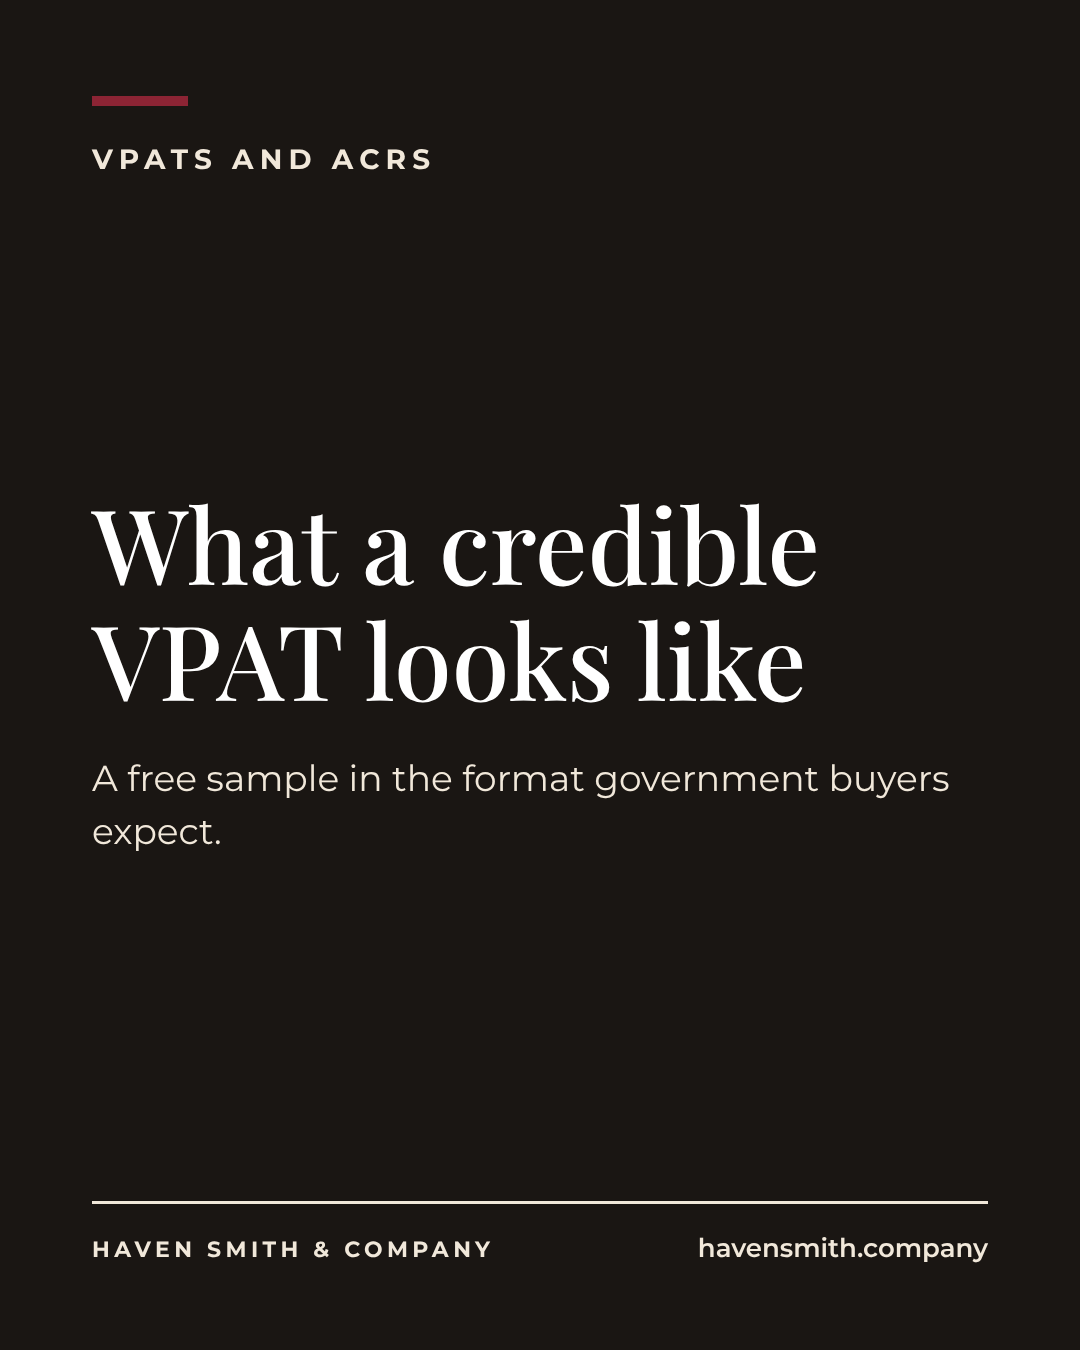 VPATS AND ACRS
What a credible
VPAT looks like
A free sample in the format government buyers
expect.
HAVEN SMITH & COMPANY
havensmith.company